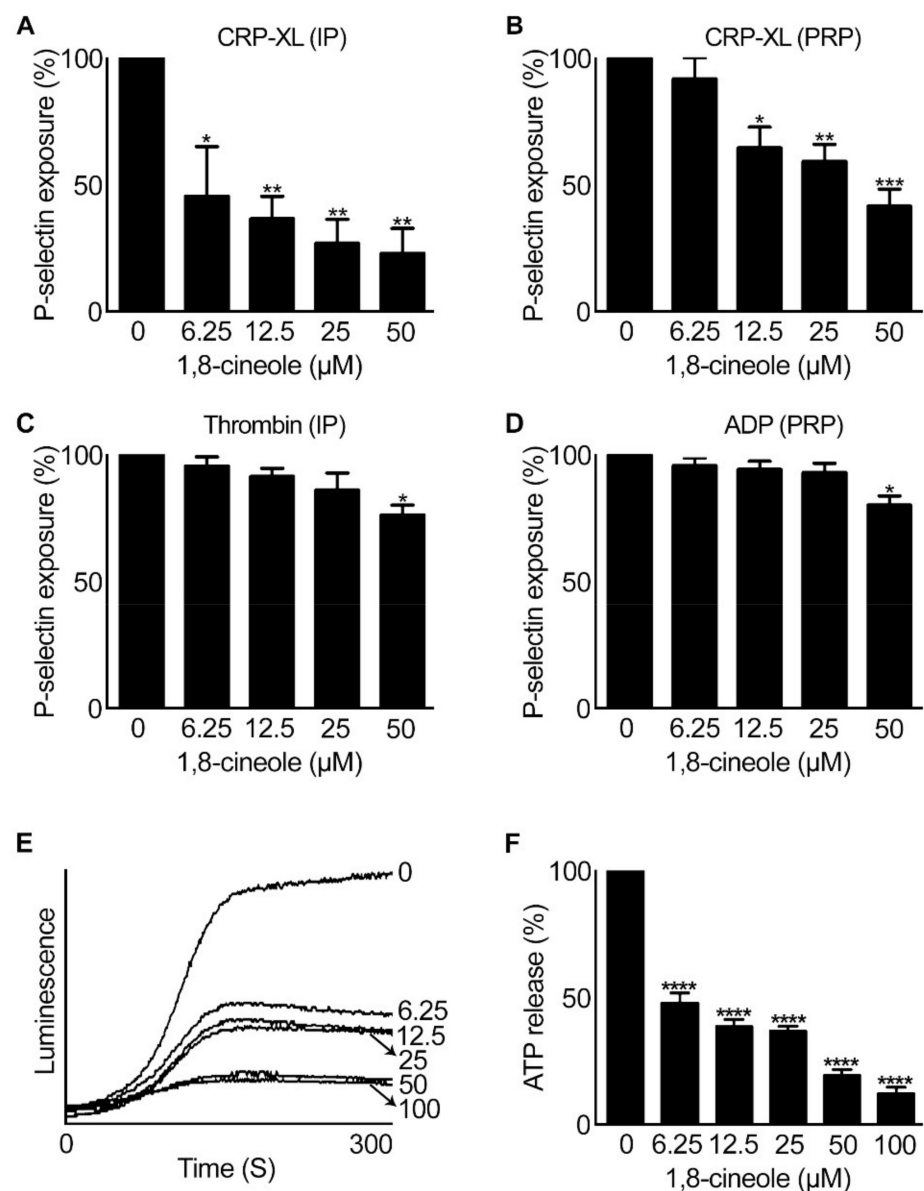 A
CRP-XL (IP)
P-selectin exposure (%)
100
50
0
* ** ** **
0 6.25 12.5 25 50
1,8-cineole (µM)
B
CRP-XL (PRP)
P-selectin exposure (%)
100
50
0
* ** ***
0 6.25 12.5 25 50
1,8-cineole (µM)
C
Thrombin (IP)
P-selectin exposure (%)
100
50
0
*
0 6.25 12.5 25 50
1,8-cineole (µM)
D
ADP (PRP)
P-selectin exposure (%)
100
50
0
*
0 6.25 12.5 25 50
1,8-cineole (µM)
E
Luminescence
0
6.25
12.5
25
50
100
0 300
Time (S)
F
ATP release (%)
100
50
0
**** **** **** **** ****
0 6.25 12.5 25 50 100
1,8-cineole (µM)